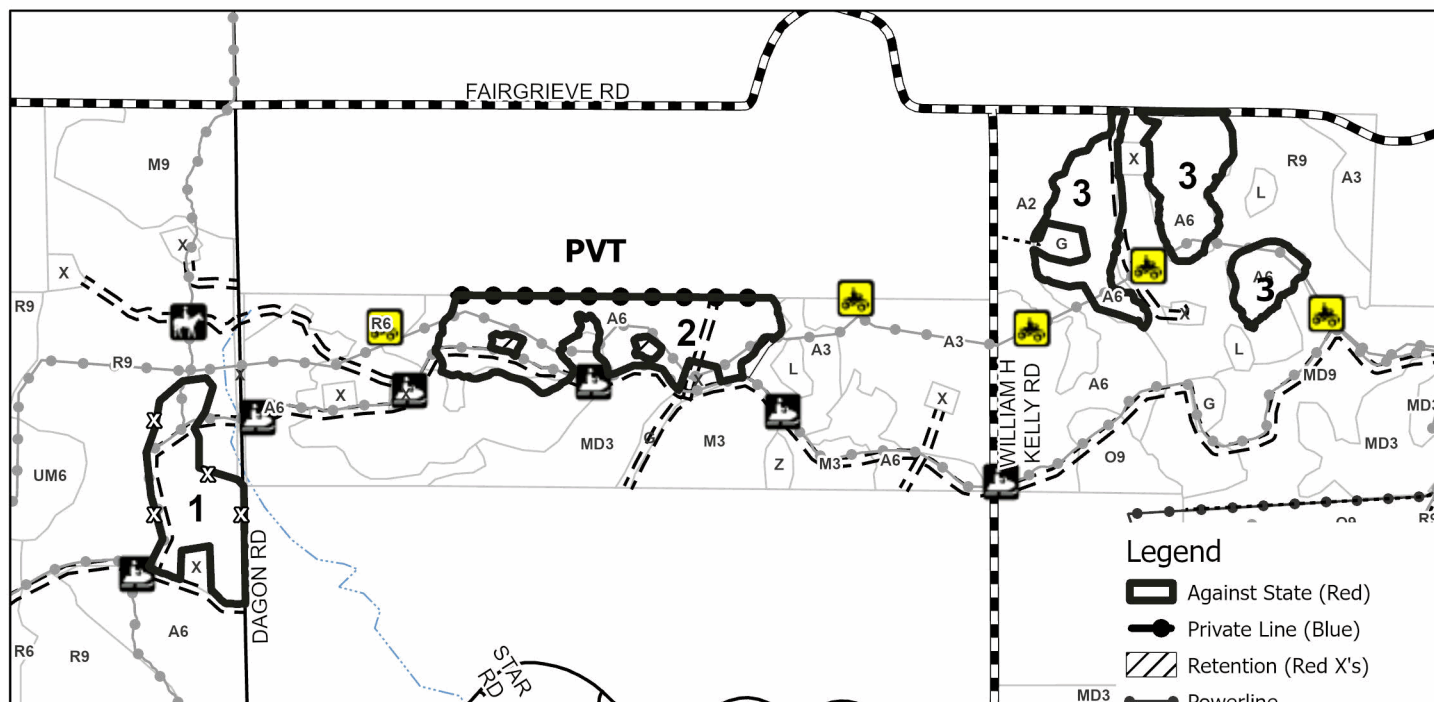 FAIRGRIEVE RD
M9
X
A2
3
X
3
R9
L
A3
PVT
X
R9
A6
G
A6
3
A6
R6
A6
2
A3
A3
R9
X
X
X
X
A6
L
X
L
MD9
A6
MD3
G
M3
X
WILLIAM H
KELLY RD
G
MD3
MD3
X
X
UM6
X
1
X
Z
M3
A6
O9
X
DAGON RD
A6
R6
R9
STAR
RD
O9
R9
Legend
Against State (Red)
Private Line (Blue)
Retention (Red X's)
Powerline
MD3